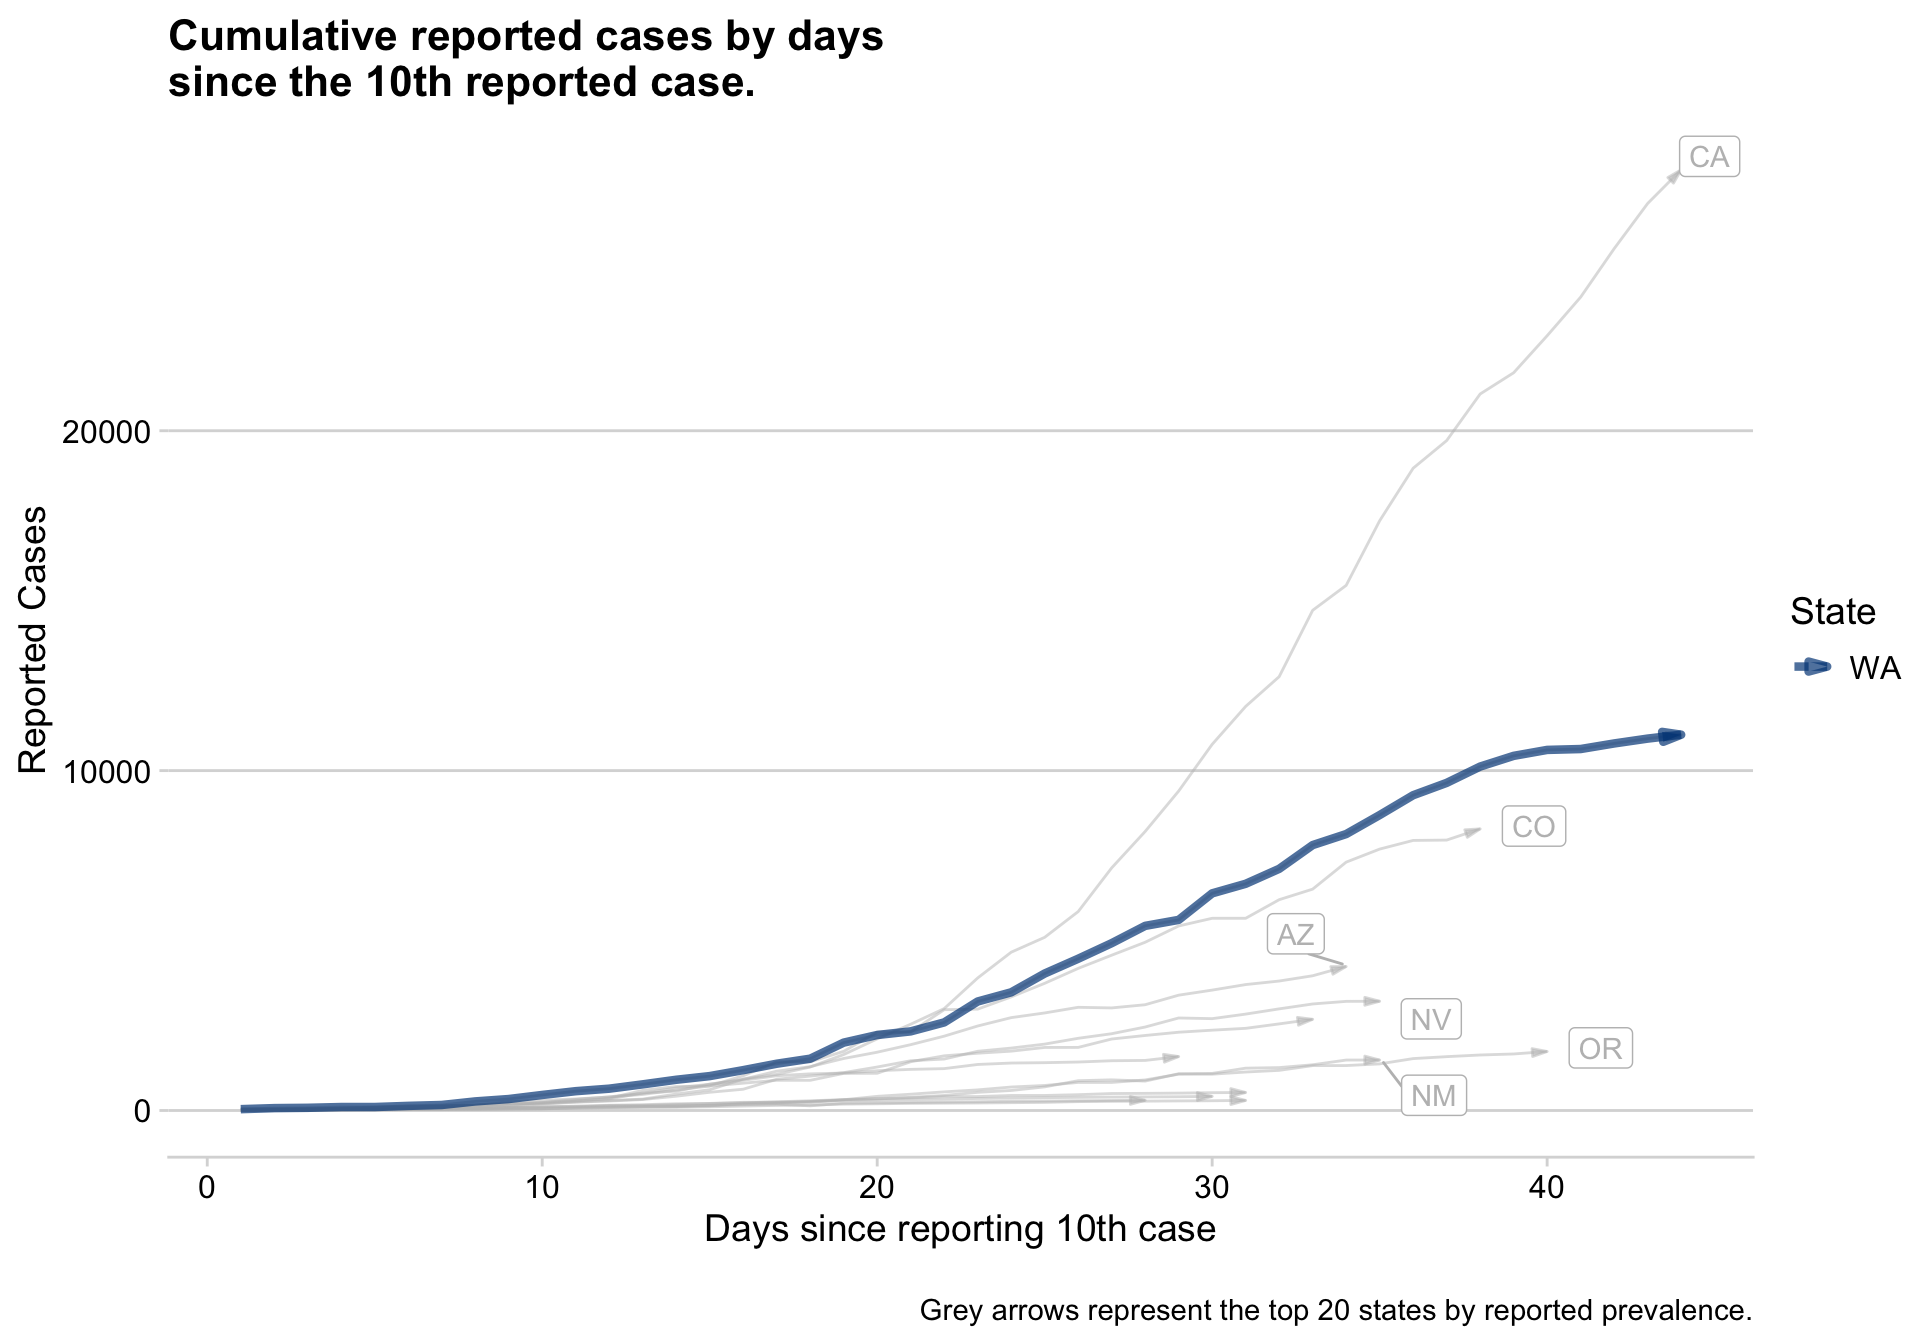 Cumulative reported cases by days
since the 10th reported case.
CA
20000
Reported Cases
State
WA
10000
CO
AZ
NV
OR
NM
0
0 10 20 30 40
Days since reporting 10th case
Grey arrows represent the top 20 states by reported prevalence.